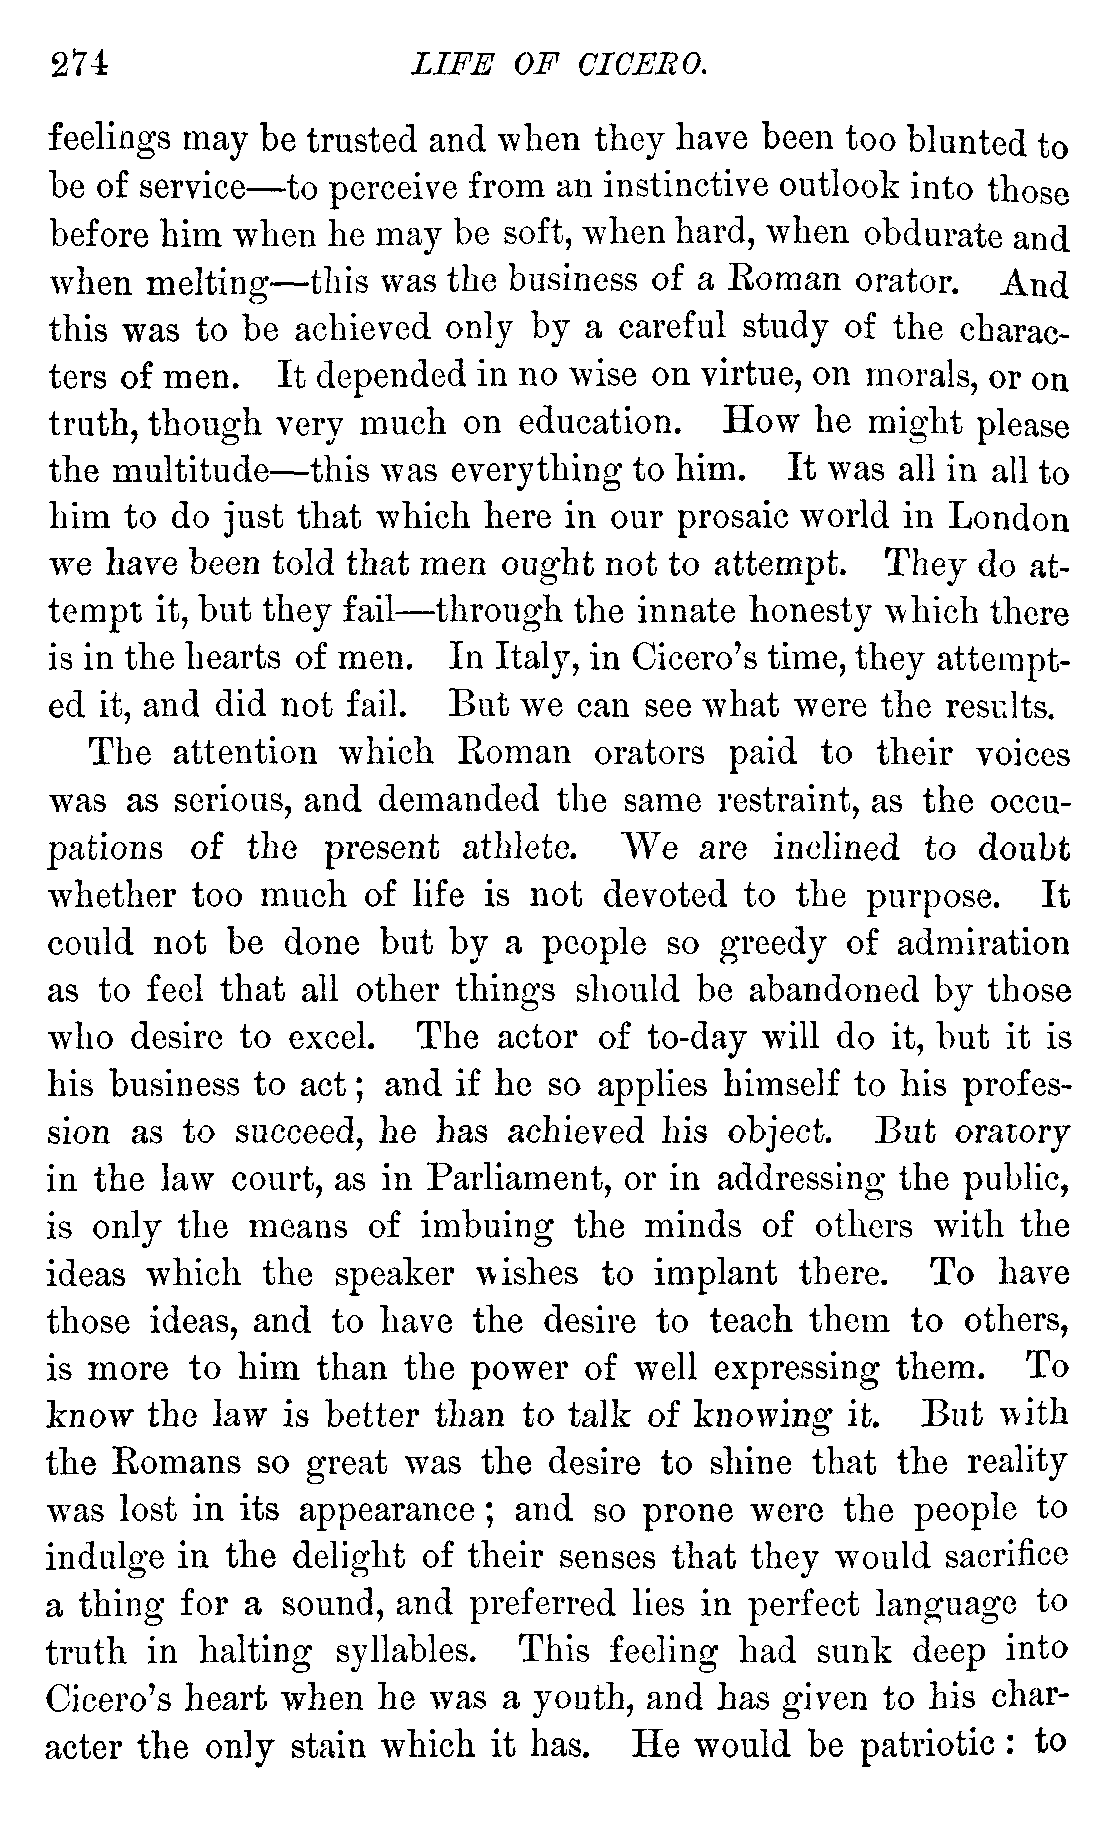 274 LIFE OF CICERO.
feelings may be trusted and when they have been too blunted to
be of service—to perceive from an instinctive outlook into those
before him when he may be soft, when hard, when obdurate and
when melting—this was the business of a Roman orator. And
this was to be achieved only by a careful study of the charac-
ters of men. It depended in no wise on virtue, on morals, or on
truth, though very much on education. How he might please
the multitude—this was everything to him. It was all in all to
him to do just that which here in our prosaic world in London
we have been told that men ought not to attempt. They do at-
tempt it, but they fail—through the innate honesty which there
is in the hearts of men. In Italy, in Cicero's time, they attempt-
ed it, and did not fail. But we can see what were the results.
The attention which Roman orators paid to their voices
was as serious, and demanded the same restraint, as the occu-
pations of the present athlete. We are inclined to doubt
whether too much of life is not devoted to the purpose. It
could not be done but by a people so greedy of admiration
as to feel that all other things should be abandoned by those
who desire to excel. The actor of to-day will do it, but it is
his business to act; and if he so applies himself to his profes-
sion as to succeed, he has achieved his object. But oratory
in the law court, as in Parliament, or in addressing the public,
is only the means of imbuing the minds of others with the
ideas which the speaker wishes to implant there. To have
those ideas, and to have the desire to teach them to others,
is more to him than the power of well expressing them. To
know the law is better than to talk of knowing it. But with
the Romans so great was the desire to shine that the reality
was lost in its appearance; and so prone were the people to
indulge in the delight of their senses that they would sacrifice
a thing for a sound, and preferred lies in perfect language to
truth in halting syllables. This feeling had sunk deep into
Cicero's heart when he was a youth, and has given to his char-
acter the only stain which it has. He would be patriotic: to